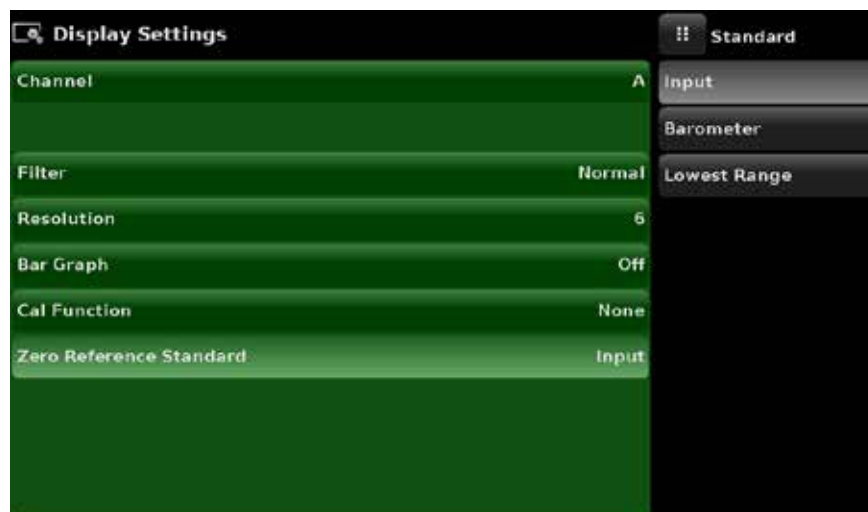 Display Settings
Channel A
Filter Normal
Resolution 6
Bar Graph Off
Cal Function None
Zero Reference Standard Input
Standard
Input
Barometer
Lowest Range